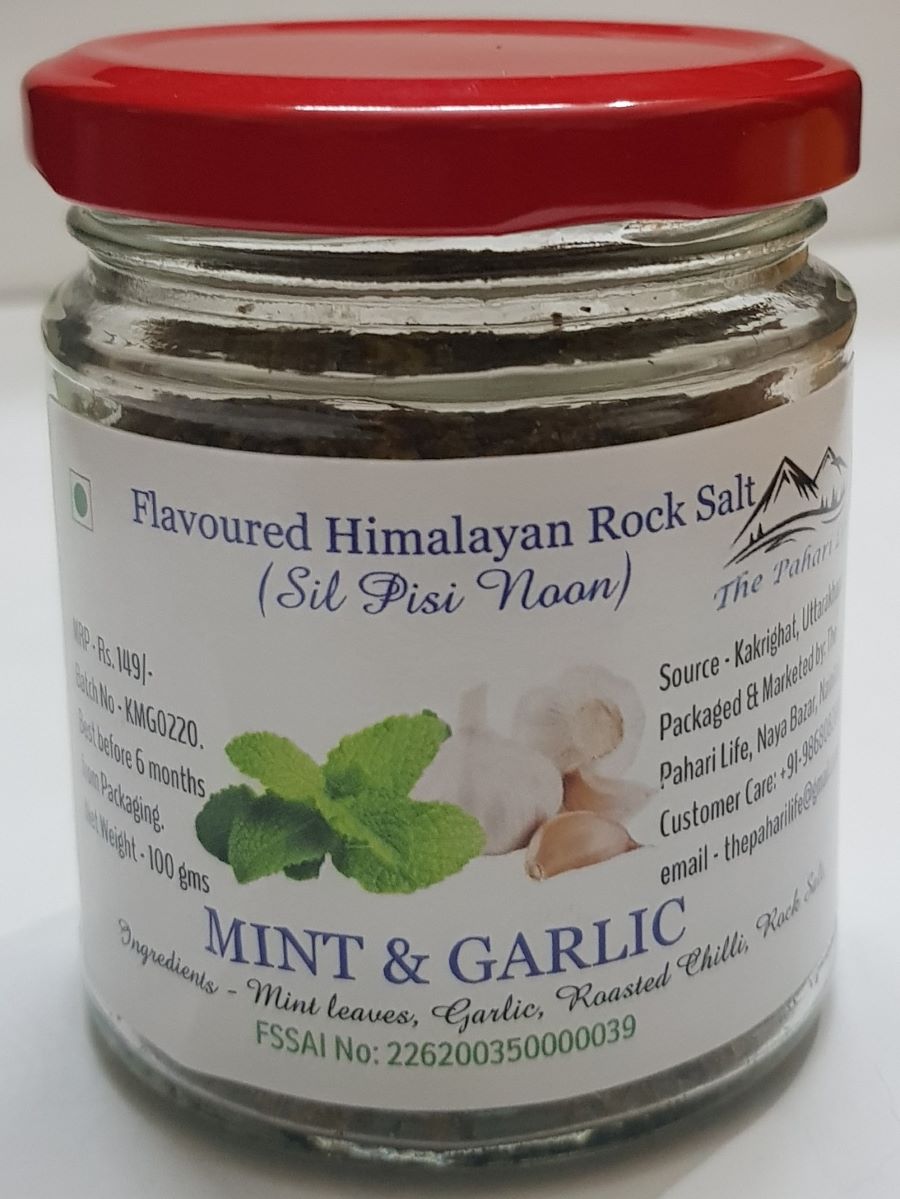 Flavoured Himalayan Rock Salt
(Sil Pisi Noon)
The Pahari
MRP - Rs. 149/-
Batch No - KMG0220.
Best before 6 months
from Packaging.
Net Weight - 100 gms
Source - Kakrighat,
Packaged & Marketed by: The
Pahari Life, Naya Bazar,
Customer Care: +91-
email - thepaharilife@
MINT & GARLIC
Ingredients - Mint leaves, Garlic, Roasted Chilli, Rock Salt
FSSAI No: 226200350000039